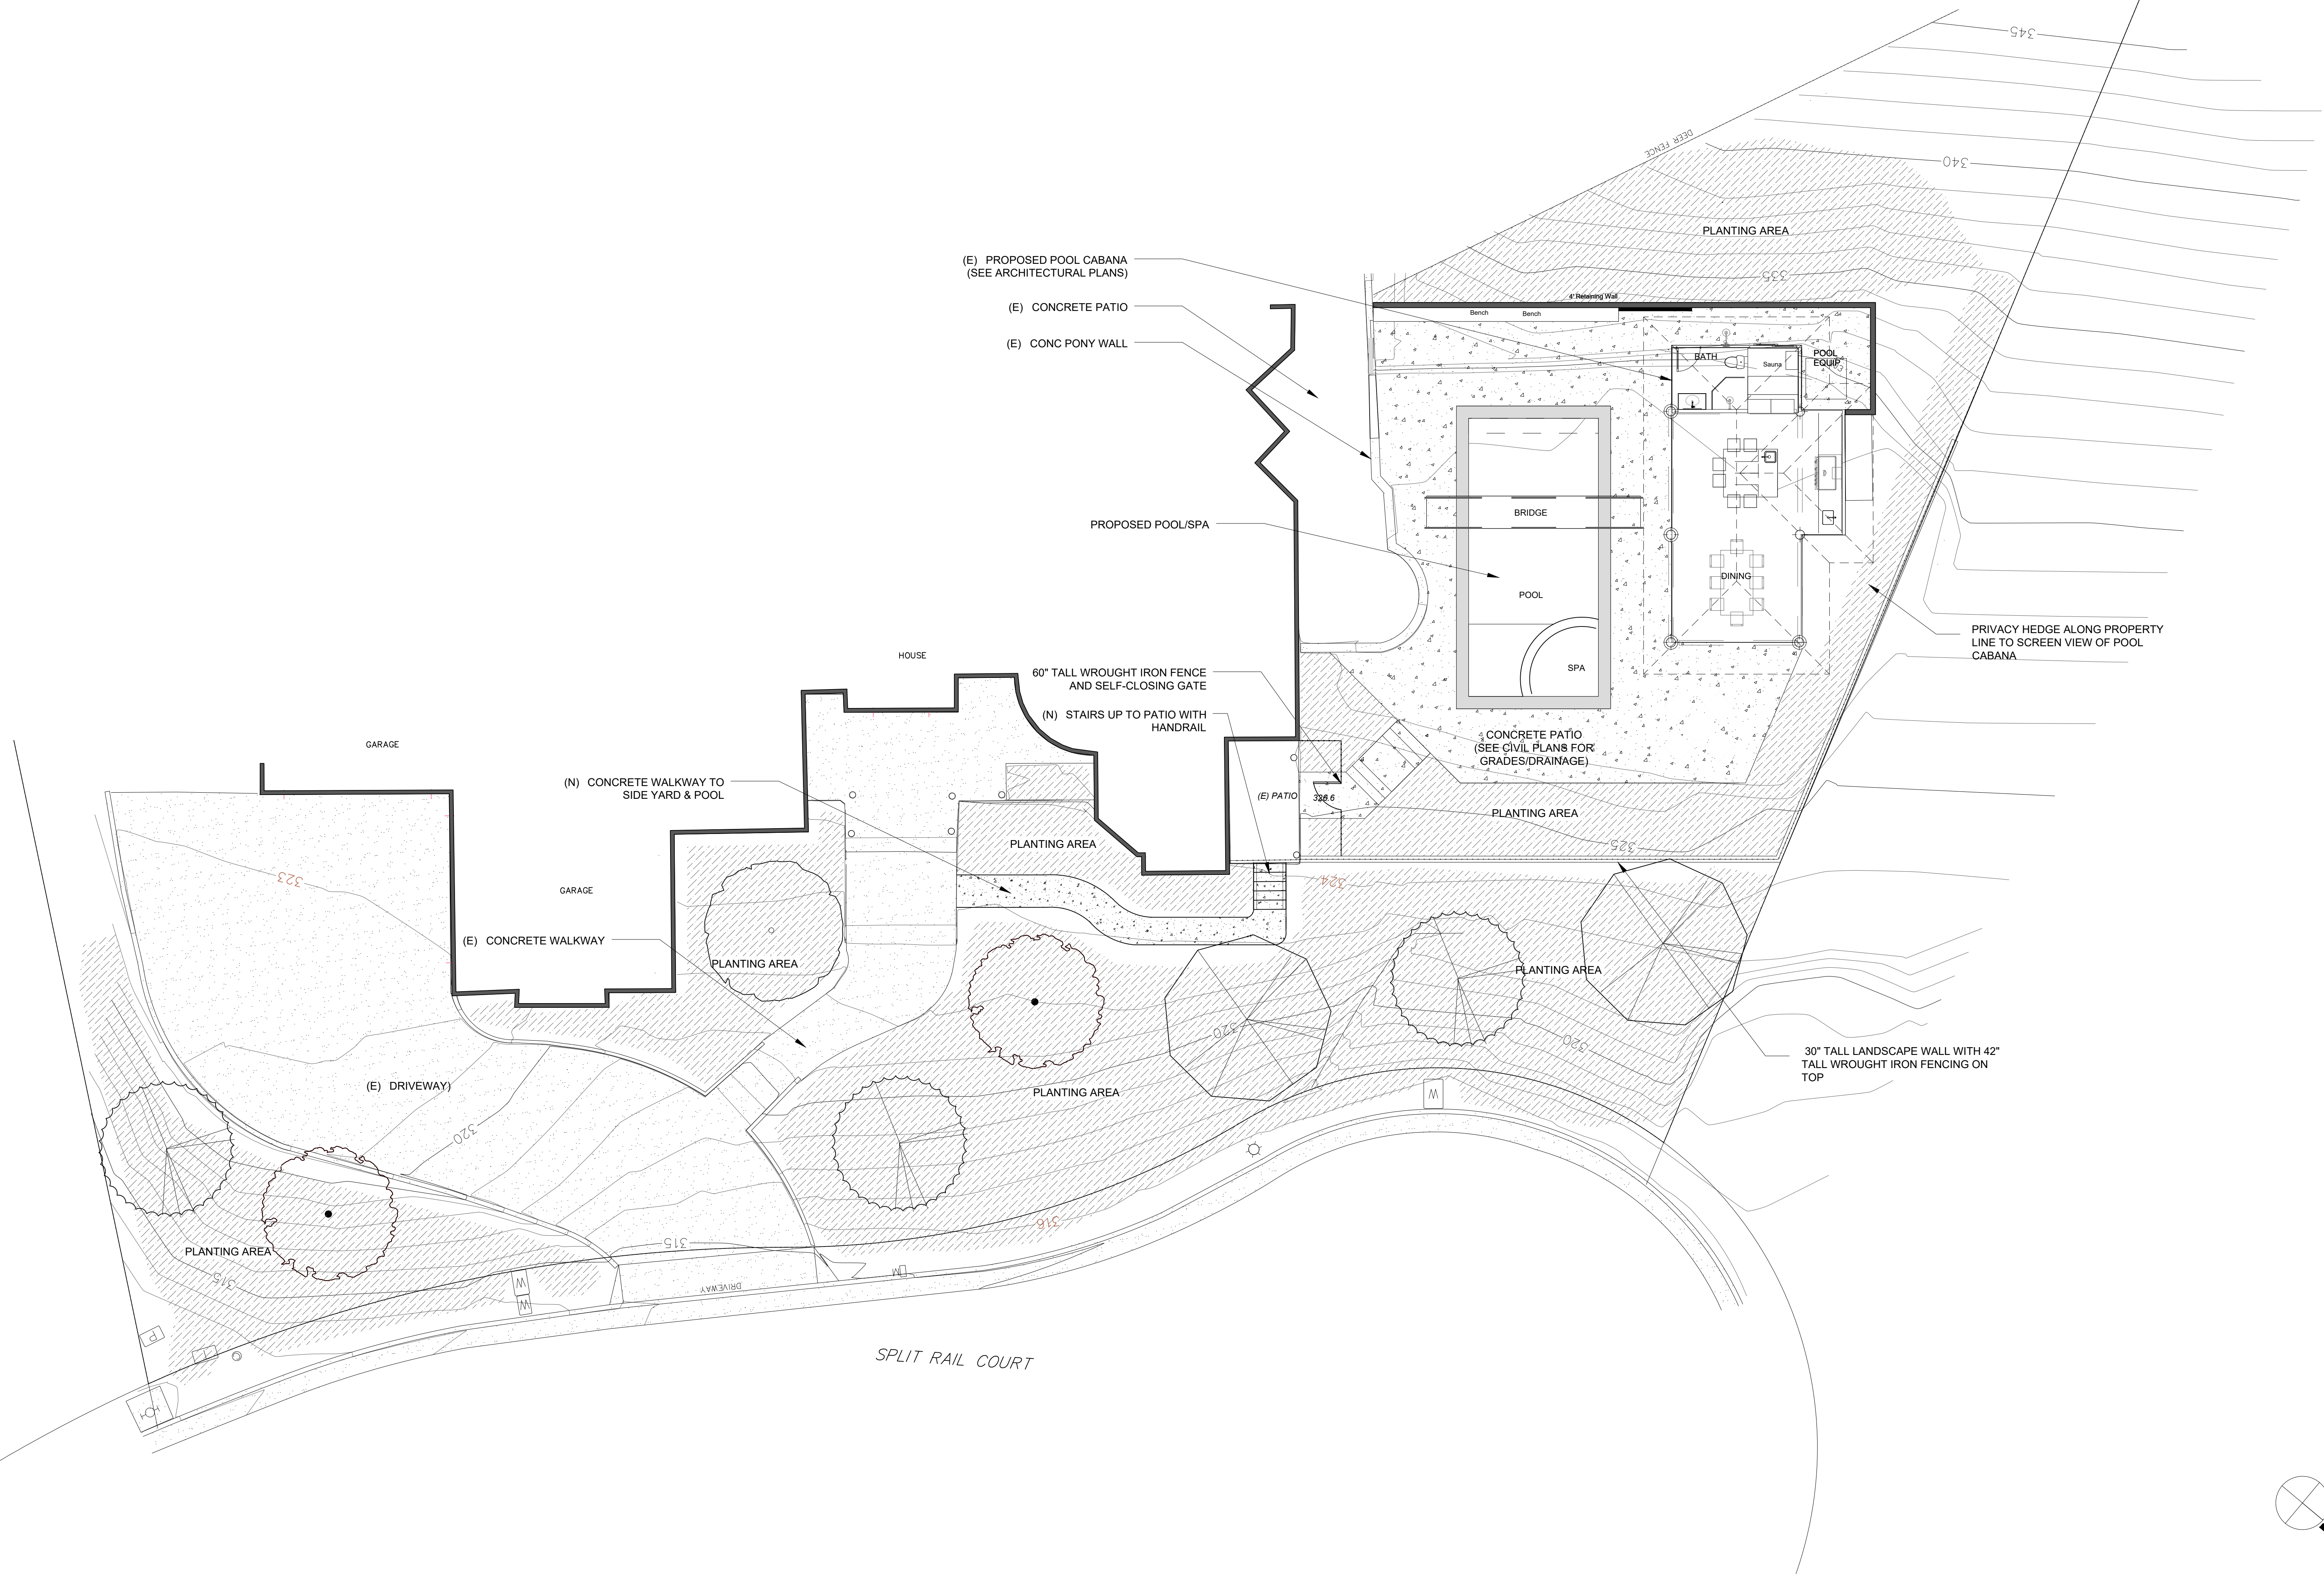 345
DEER FENCE
340
PLANTING AREA
(E) PROPOSED POOL CABANA
(SEE ARCHITECTURAL PLANS)
335
4' Retaining Wall
(E) CONCRETE PATIO
Bench
Bench
(E) CONC PONY WALL
BATH
Sauna
POOL
EQUIP
BRIDGE
PROPOSED POOL/SPA
DINING
POOL
PRIVACY HEDGE ALONG PROPERTY
LINE TO SCREEN VIEW OF POOL
CABANA
HOUSE
SPA
60" TALL WROUGHT IRON FENCE
AND SELF-CLOSING GATE
(N) STAIRS UP TO PATIO WITH
HANDRAIL
GARAGE
CONCRETE PATIO
(SEE CIVIL PLANS FOR
GRADES/DRAINAGE)
(N) CONCRETE WALKWAY TO
SIDE YARD & POOL
(E) PATIO
PLANTING AREA
PLANTING AREA
325
323
324
GARAGE
(E) CONCRETE WALKWAY
PLANTING AREA
PLANTING AREA
320
320
30" TALL LANDSCAPE WALL WITH 42"
TALL WROUGHT IRON FENCING ON
TOP
(E) DRIVEWAY)
PLANTING AREA
W
320
316
315
PLANTING AREA
315
W
W
DRIVEWAY
M
P
SPLIT RAIL COURT
H